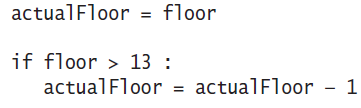 actualFloor = floor
if floor > 13 :
actualFloor = actualFloor – 1